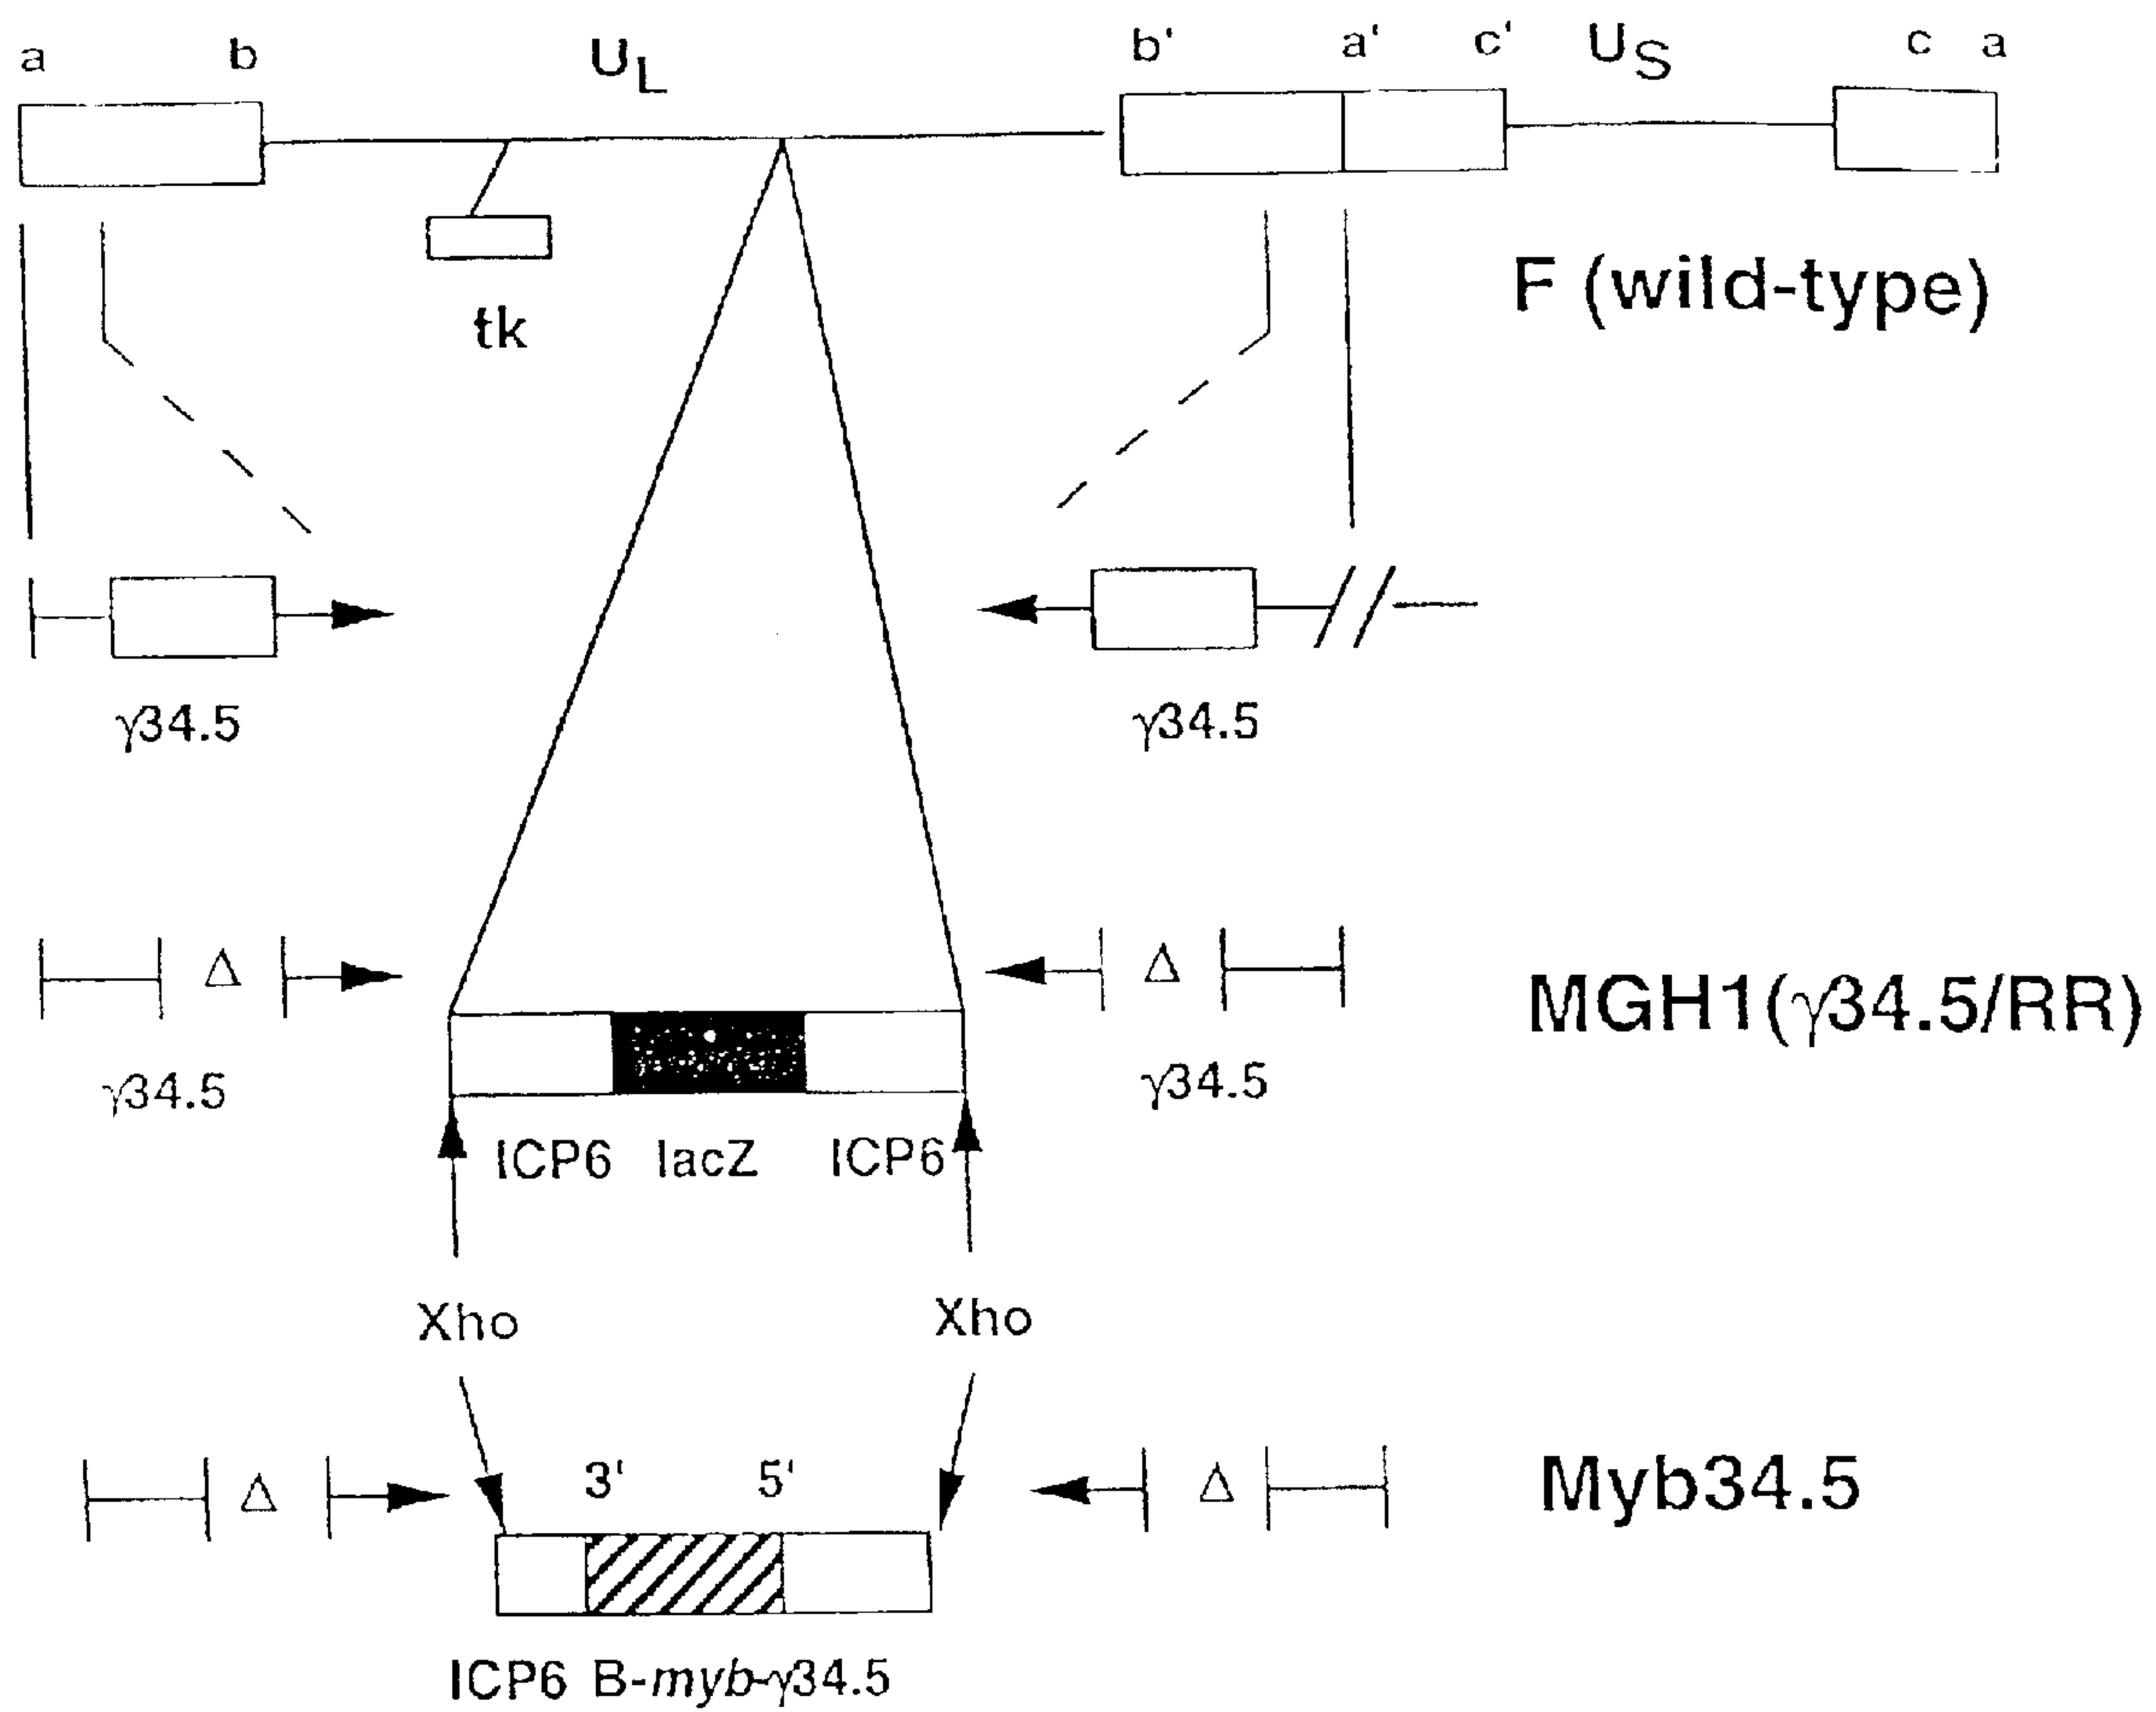 a b U_L b' a' c' U_S c a
F (wild-type)
tk
γ34.5 γ34.5
Δ Δ
MGH1(γ34.5/RR)
γ34.5 γ34.5
ICP6 lacZ ICP6
Xho Xho
3' 5'
Δ Δ
Myb34.5
ICP6 B-myb-γ34.5